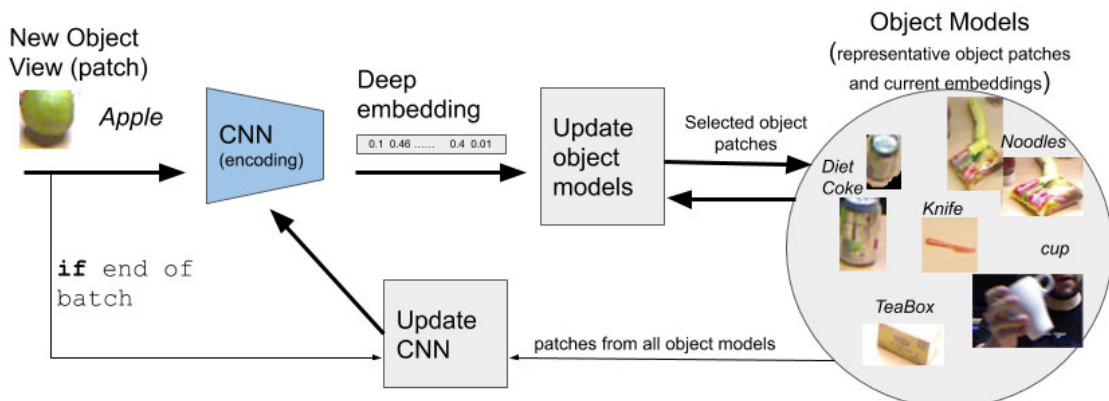 New Object
View (patch)
Apple
CNN
(encoding)
Deep
embedding
0.1 0.46 ...... 0.4 0.01
Update
object
models
Selected object
patches
Object Models
(representative object patches
and current embeddings)
Diet
Coke
Noodles
Knife
cup
TeaBox
if end of
batch
Update
CNN
patches from all object models